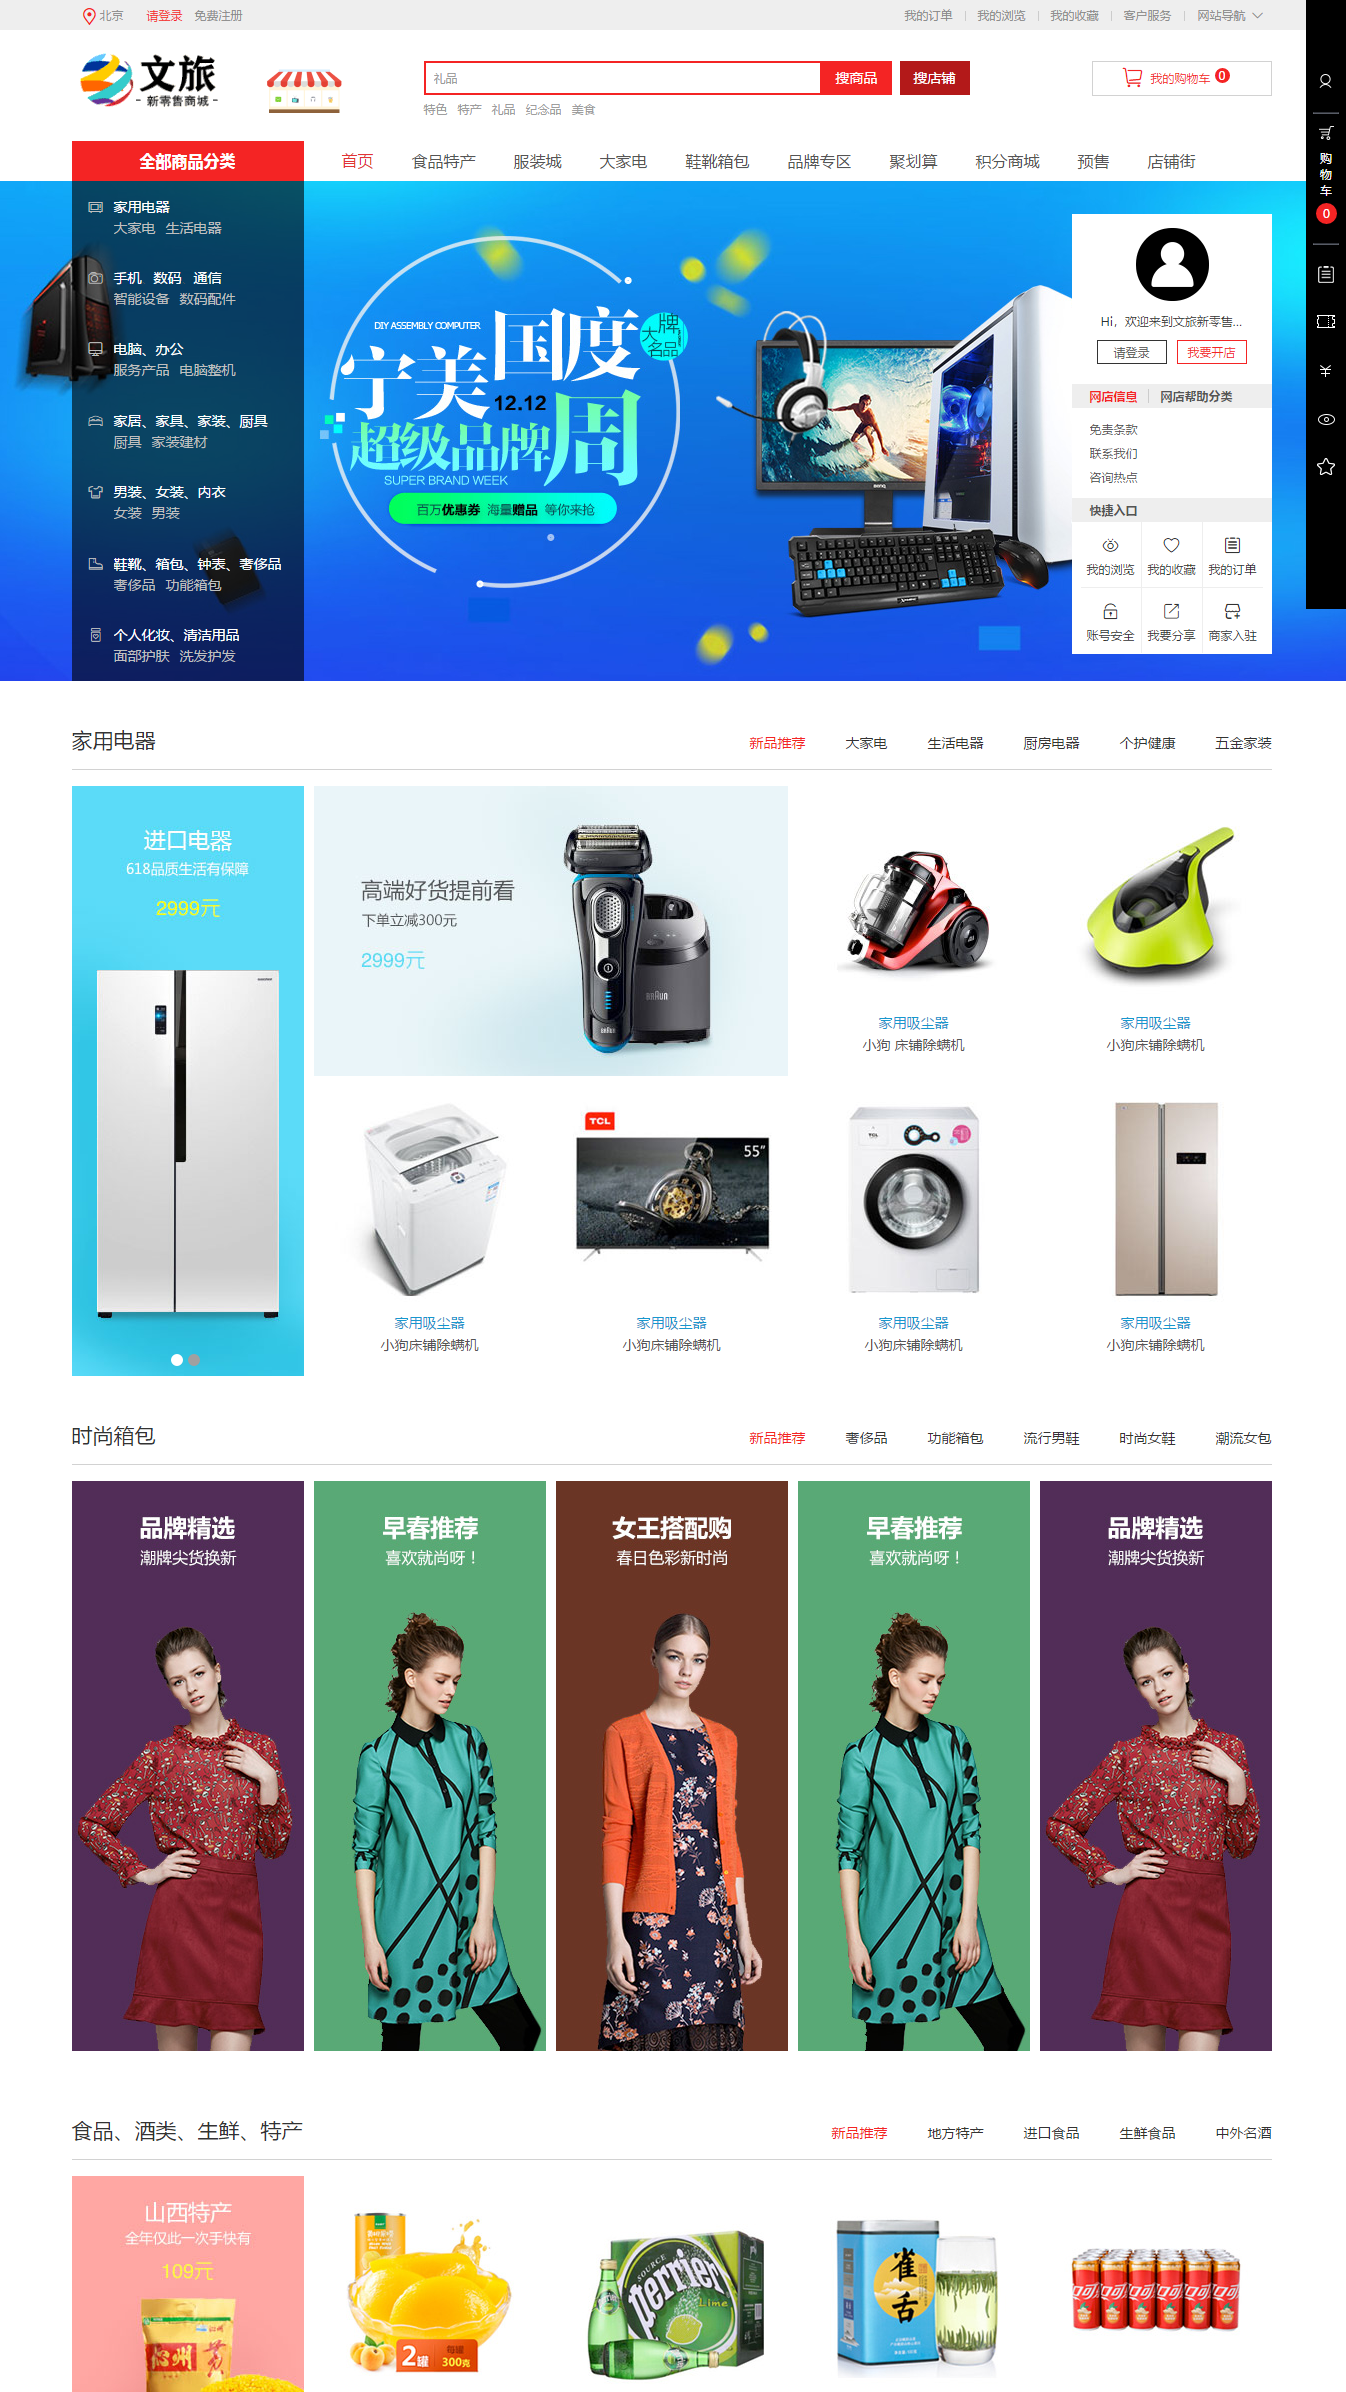 北京 请登录 免费注册 我的订单 我的浏览 我的收藏 客户服务 网站导航
文旅
- 新零售商城 -
礼品 搜商品 搜店铺
我的购物车 0
特色 特产 礼品 纪念品 美食
全部商品分类 首页 食品特产 服装城 大家电 鞋靴箱包 品牌专区 聚划算 积分商城 预售 店铺街
购物车
0
家用电器
大家电 生活电器
手机 数码 通信
智能设备 数码配件
电脑、办公
服务产品 电脑整机
家居、家具、家装、厨具
厨具 家装建材
男装、女装、内衣
女装 男装
鞋靴、箱包、钟表、奢侈品
奢侈品 功能箱包
个人化妆、清洁用品
面部护肤 洗发护发
DIY ASSEMBLY COMPUTER
宁美国度
大牌名品
12.12
超级品牌周
SUPER BRAND WEEK
百万优惠券 海量赠品 等你来抢
BenQ
Hi，欢迎来到文旅新零售...
请登录 我要开店
网店信息 网店帮助分类
免责条款
联系我们
咨询热点
快捷入口
我的浏览 我的收藏 我的订单
账号安全 我要分享 商家入驻
家用电器 新品推荐 大家电 生活电器 厨房电器 个护健康 五金家装
进口电器
618品质生活有保障
2999元
高端好货提前看
下单立减300元
2999元
BRAUN
BRAUN
家用吸尘器
小狗 床铺除螨机
家用吸尘器
小狗床铺除螨机
TCL
55”
TCL
家用吸尘器
小狗床铺除螨机
家用吸尘器
小狗床铺除螨机
家用吸尘器
小狗床铺除螨机
家用吸尘器
小狗床铺除螨机
时尚箱包 新品推荐 奢侈品 功能箱包 流行男鞋 时尚女鞋 潮流女包
品牌精选
潮牌尖货换新
早春推荐
喜欢就尚呀！
女王搭配购
春日色彩新时尚
早春推荐
喜欢就尚呀！
品牌精选
潮牌尖货换新
食品、酒类、生鲜、特产 新品推荐 地方特产 进口食品 生鲜食品 中外名酒
山西特产
全年仅此一次手快有
109元
沁州黄
2罐
每罐
300克
SOURCE
perrier
Lime
雀舌